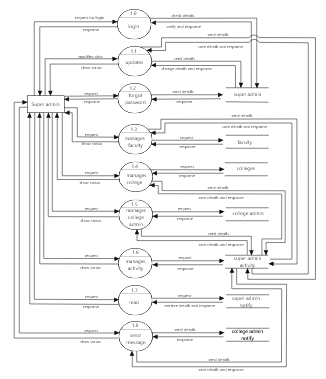 1.0
request for login
check details
login
response
verify and response
send details
save details and response
1.1
modifies data
send details
updates
show status
change details and response
1.2
request
send details
super admin
forgot
password
response
response
Super admin
send details
save details and response
1.3
request
request
manages
faculty
faculty
show status
response
1.4
request
request
colleges
manages
college
show status
response
send details
save details and response
1.5
request
request
manages
college
admin
college admin
show status
response
send details
save details and response
1.6
request
request
super admin
activity
manages
activity
show status
response
1.7
request
request
super admin
notify
mail
response
retrieve details and response
1.8
request
send details
college admin
notify
send
message
show status
response
send details
save details and response